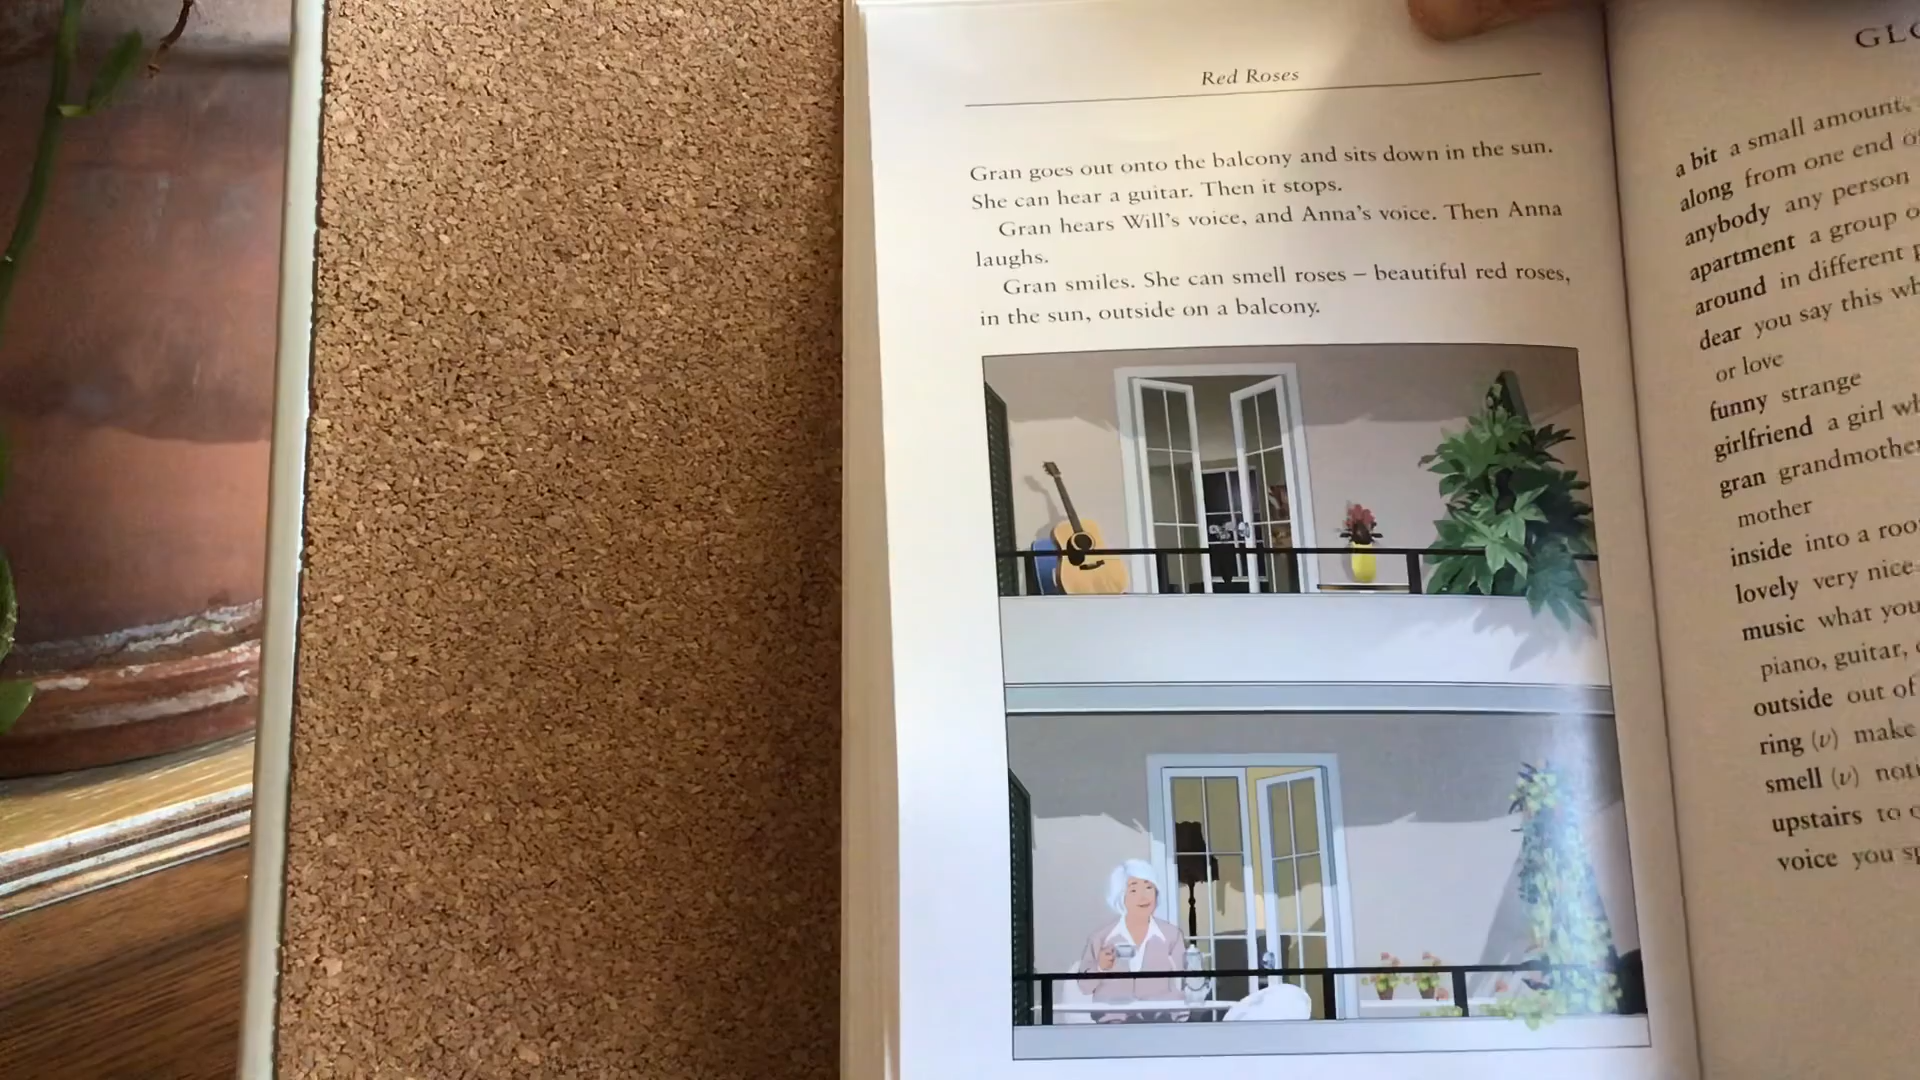 Red Roses
Gran goes out onto the balcony and sits down in the sun.
She can hear a guitar. Then it stops.
Gran hears Will's voice, and Anna's voice. Then Anna
laughs.
Gran smiles. She can smell roses – beautiful red roses,
in the sun, outside on a balcony.
a bit a small amount,
along from one end
anybody any person
apartment a group
around in different
dear you say this
or love
funny strange
girlfriend a girl
gran grandmother
mother
inside into a
lovely very nice
music what you
piano, guitar,
outside out of
ring (v) make
smell (v)
upstairs to
voice you